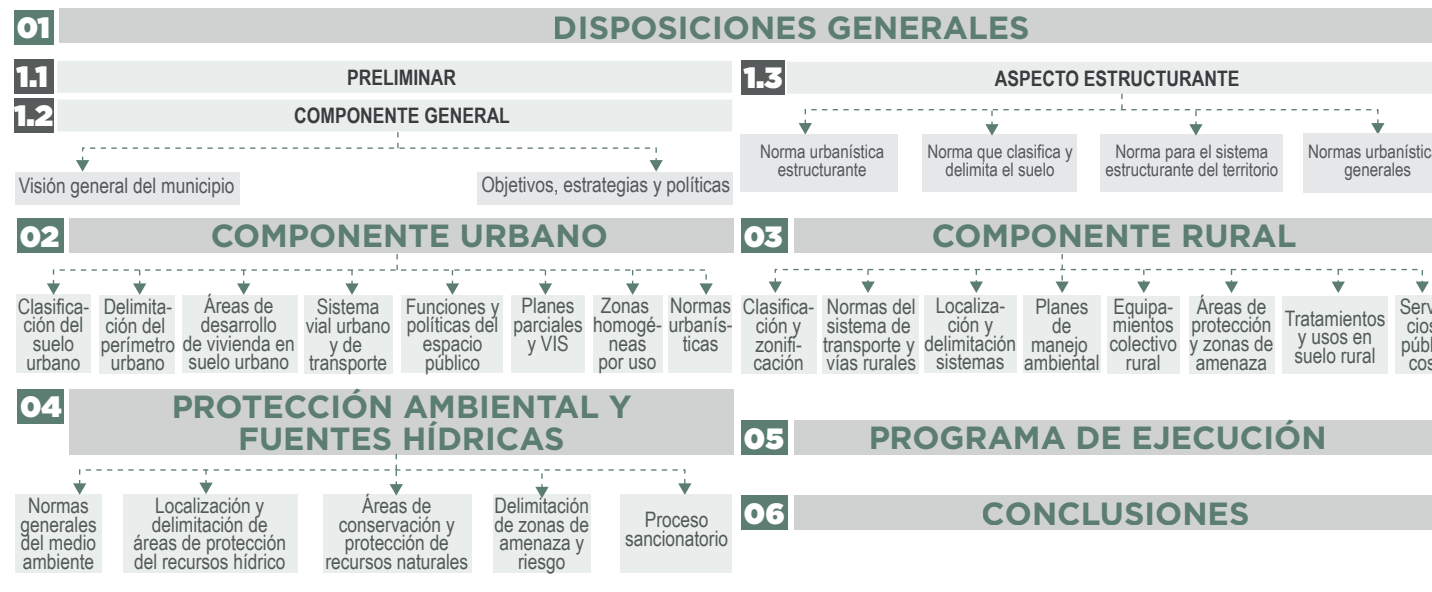 01
DISPOSICIONES GENERALES
1.1
PRELIMINAR
1.2
COMPONENTE GENERAL
Visión general del municipio
Objetivos, estrategias y políticas
1.3
ASPECTO ESTRUCTURANTE
Norma urbanística
estructurante
Norma que clasifica y
delimita el suelo
Norma para el sistema
estructurante del territorio
Normas urbanístic
generales
02
COMPONENTE URBANO
Clasifica-
ción del
suelo
urbano
Delimita-
ción del
perímetro
urbano
Áreas de
desarrollo
de vivienda en
suelo urbano
Sistema
vial urbano
y de
transporte
Funciones y
políticas del
espacio
público
Planes
parciales
y VIS
Zonas
homogé-
neas
por uso
Normas
urbanís-
ticas
03
COMPONENTE RURAL
Clasifica-
ción y
zonifi-
cación
Normas del
sistema de
transporte y
vías rurales
Localiza-
ción y
delimitación
sistemas
Planes
de
manejo
ambiental
Equipa-
mientos
colectivo
rural
Áreas de
protección
y zonas de
amenaza
Tratamientos
y usos en
suelo rural
Serv
cios
públ
cos
04
PROTECCIÓN AMBIENTAL Y
FUENTES HÍDRICAS
Normas
generales
del medio
ambiente
Localización y
delimitación de
áreas de protección
del recursos hídrico
Áreas de
conservación y
protección de
recursos naturales
Delimitación
de zonas de
amenaza y
riesgo
Proceso
sancionatorio
05
PROGRAMA DE EJECUCIÓN
06
CONCLUSIONES